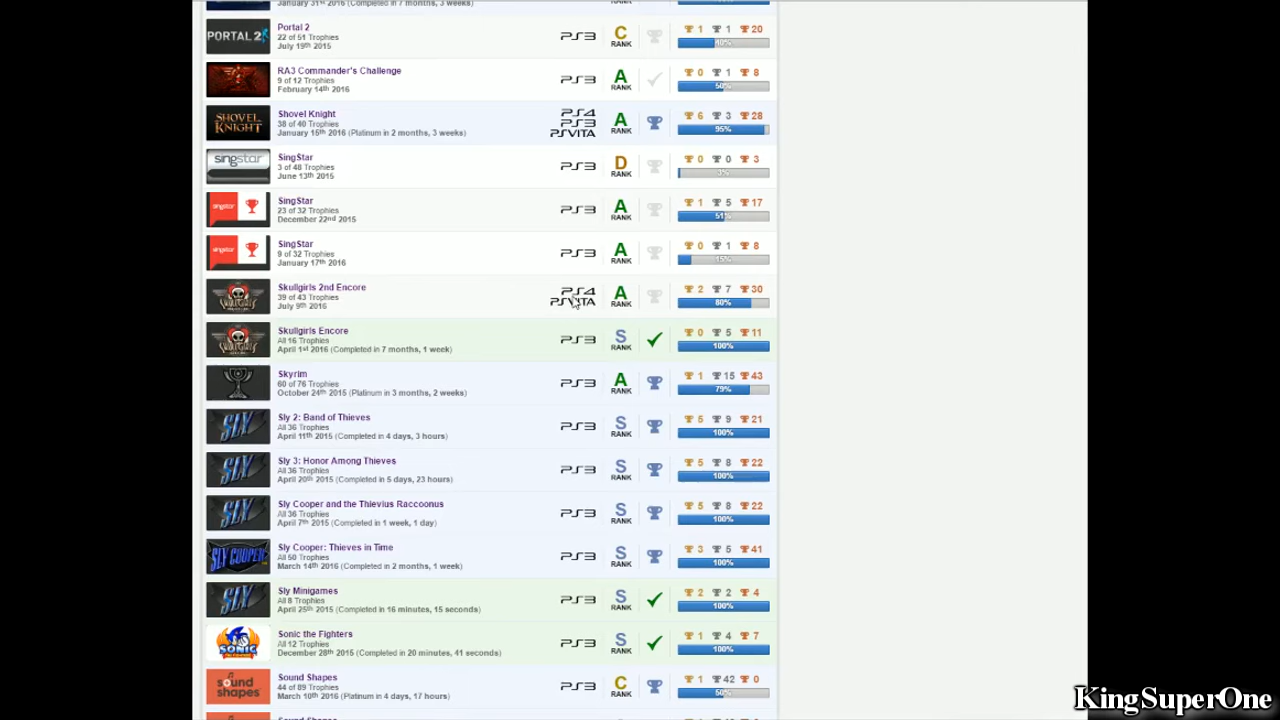 January 31st 2016 (Completed in 7 months, 3 weeks)
RANK
100%
PORTAL 2
Portal 2
22 of 51 Trophies
July 19th 2015
PS3
C
RANK
1 1 20
40%
RA3 Commander's Challenge
9 of 12 Trophies
February 14th 2016
PS3
A
RANK
0 1 8
50%
SHOVEL
KNIGHT
Shovel Knight
38 of 40 Trophies
January 15th 2016 (Platinum in 2 months, 3 weeks)
PS4
PS3
PSVITA
A
RANK
6 3 28
95%
singstar
SingStar
3 of 48 Trophies
June 13th 2015
PS3
D
RANK
0 0 3
3%
singstar
SingStar
23 of 32 Trophies
December 22nd 2015
PS3
A
RANK
1 5 17
51%
singstar
SingStar
9 of 32 Trophies
January 17th 2016
PS3
A
RANK
0 1 8
15%
Skullgirls 2nd Encore
39 of 43 Trophies
July 9th 2016
PS4
PSVITA
A
RANK
2 7 30
80%
Skullgirls Encore
All 16 Trophies
April 1st 2016 (Completed in 7 months, 1 week)
PS3
S
RANK
0 5 11
100%
Skyrim
60 of 76 Trophies
October 24th 2015 (Platinum in 3 months, 2 weeks)
PS3
A
RANK
1 15 43
79%
SLY
Sly 2: Band of Thieves
All 36 Trophies
April 11th 2015 (Completed in 4 days, 3 hours)
PS3
S
RANK
5 9 21
100%
SLY
Sly 3: Honor Among Thieves
All 36 Trophies
April 20th 2015 (Completed in 5 days, 23 hours)
PS3
S
RANK
5 8 22
100%
SLY
Sly Cooper and the Thievius Raccoonus
All 36 Trophies
April 7th 2015 (Completed in 1 week, 1 day)
PS3
S
RANK
5 8 22
100%
SLY COOPER
Sly Cooper: Thieves in Time
All 50 Trophies
March 14th 2016 (Completed in 2 months, 1 week)
PS3
S
RANK
3 5 41
100%
SLY
Sly Minigames
All 8 Trophies
April 25th 2015 (Completed in 16 minutes, 15 seconds)
PS3
S
RANK
2 2 4
100%
SONIC
Sonic the Fighters
All 12 Trophies
December 28th 2015 (Completed in 20 minutes, 41 seconds)
PS3
S
RANK
1 4 7
100%
sound
shapes
Sound Shapes
44 of 89 Trophies
March 10th 2016 (Platinum in 4 days, 17 hours)
PS3
C
RANK
1 42 0
50%
Sound Shapes
KingSuperOne